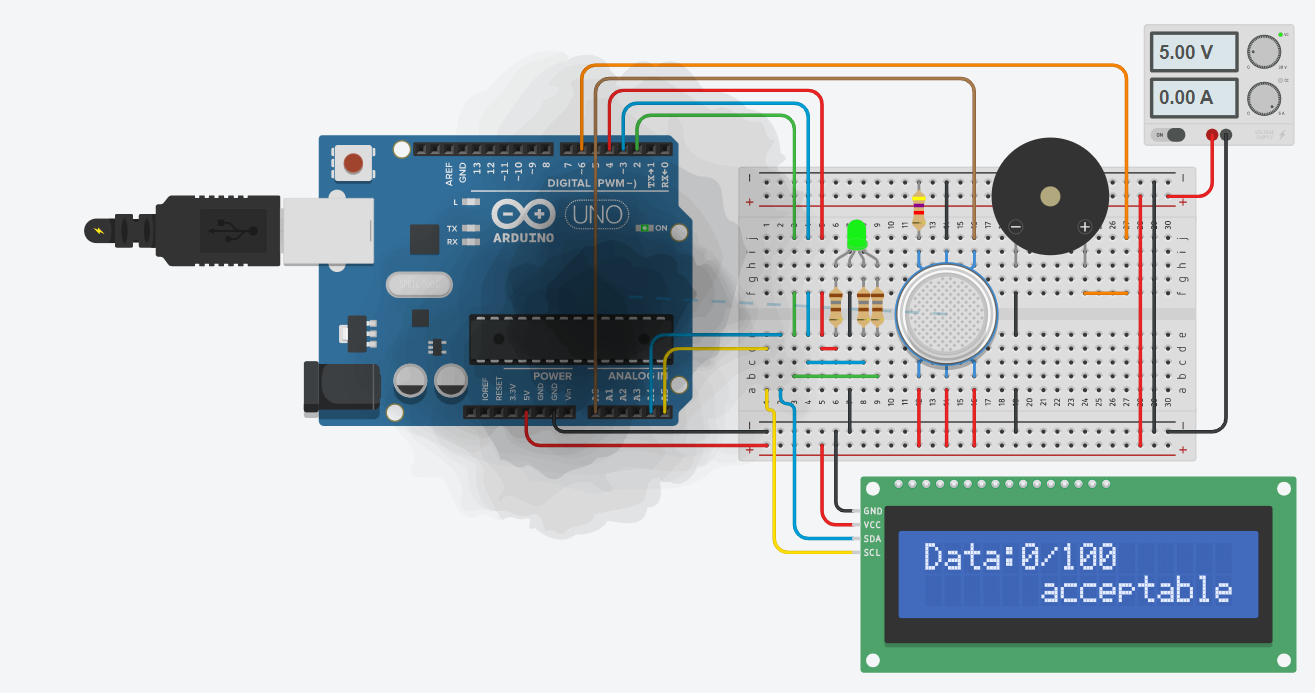 5.00 V
0.00 A
ON
AREF
GND
13
12
~11
~10
~9
8
7
~6
5
4
~3
2
TX→1
RX←0
DIGITAL (PWM~)
L
TX
RX
ARDUINO
UNO
ON
POWER
ANALOG IN
IOREF
RESET
3.3V
5V
GND
GND
Vin
A0
A1
A2
A3
A4
A5
GND
VCC
SDA
SCL
Data:0/100
acceptable